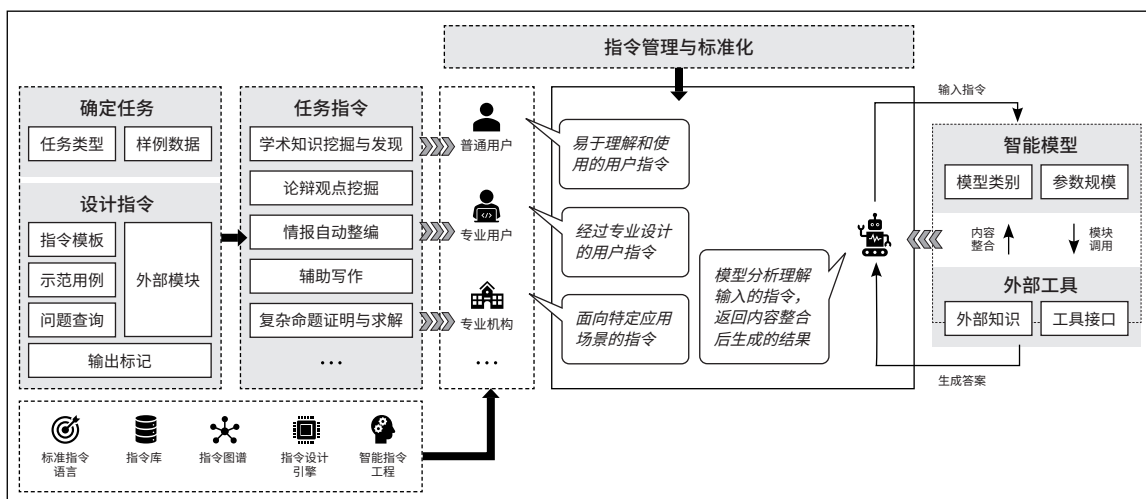 指令管理与标准化
确定任务
任务类型
样例数据
设计指令
指令模板
示范用例
问题查询
外部模块
输出标记
任务指令
学术知识挖掘与发现
论辩观点挖掘
情报自动整编
辅助写作
复杂命题证明与求解
...
普通用户
专业用户
专业机构
...
易于理解和使
用的用户指令
经过专业设计
的用户指令
面向特定应用
场景的指令
模型分析理解
输入的指令，
返回内容整合
后生成的结果
输入指令
智能模型
模型类别
参数规模
内容
整合
模块
调用
外部工具
外部知识
工具接口
生成答案
标准指令
语言
指令库
指令图谱
指令设计
引擎
智能指令
工程